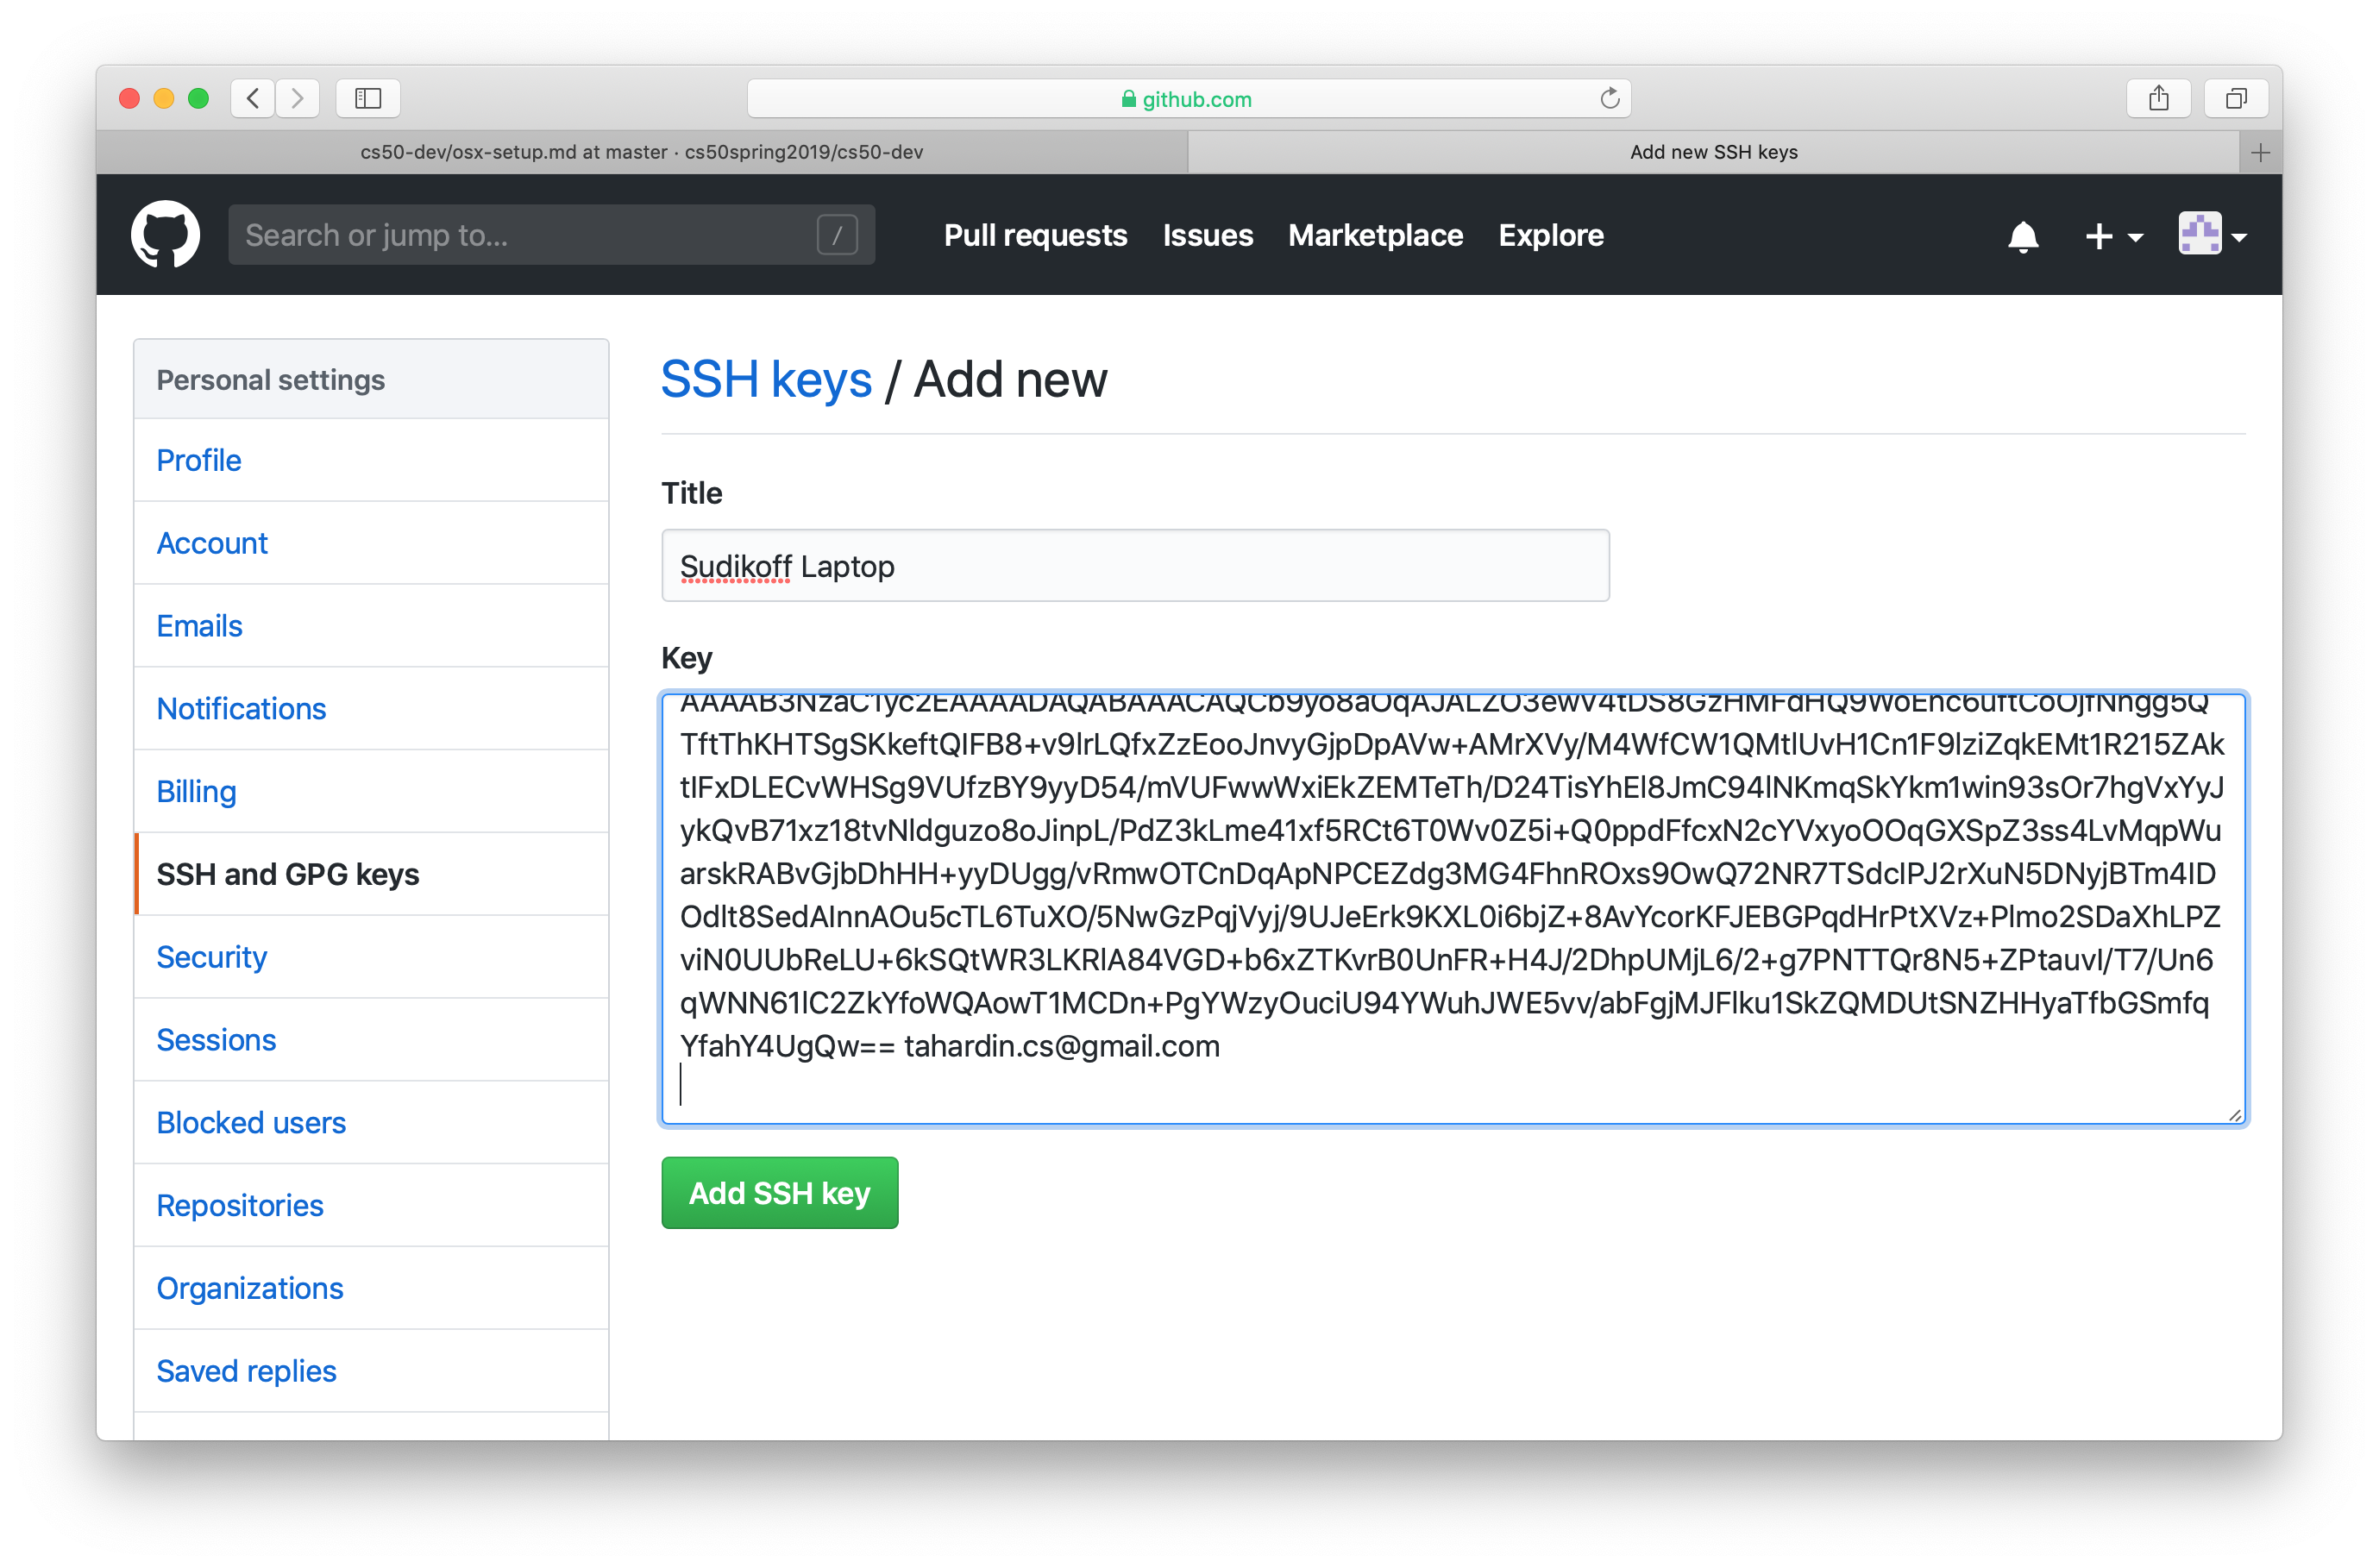 github.com
cs50-dev/osx-setup.md at master · cs50spring2019/cs50-dev
Add new SSH keys
Search or jump to...
/
Pull requests
Issues
Marketplace
Explore
Personal settings
Profile
Account
Emails
Notifications
Billing
SSH and GPG keys
Security
Sessions
Blocked users
Repositories
Organizations
Saved replies
SSH keys / Add new
Title
Sudikoff Laptop
Key
AAAAB3NzaC1yc2EAAAADAQABAAACAQCb9yo8aOqAJALZO3ewV4tDS8GzHMFdHQ9WoEhc6uftCoOjfNhgg5Q
TftThKHTSgSKkeftQIFB8+v9lrLQfxZzEooJnvyGjpDpAVw+AMrXVy/M4WfCW1QMtlUvH1Cn1F9lziZqkEMt1R215ZAk
tlFxDLECvWHSg9VUfzBY9yyD54/mVUFwwWxiEkZEMTeTh/D24TisYhEl8JmC94lNKmqSkYkm1win93sOr7hgVxYyJ
ykQvB71xz18tvNldguzo8oJinpL/PdZ3kLme41xf5RCt6T0Wv0Z5i+Q0ppdFfcxN2cYVxyoOOqGXSpZ3ss4LvMqpWu
arskRABvGjbDhHH+yyDUgg/vRmwOTCnDqApNPCEZdg3MG4FhnROxs9OwQ72NR7TSdcIPJ2rXuN5DNyjBTm4ID
Odlt8SedAInnAOu5cTL6TuXO/5NwGzPqjVyj/9UJeErk9KXL0i6bjZ+8AvYcorKFJEBGPqdHrPtXVz+Plmo2SDaXhLPZ
viN0UUbReLU+6kSQtWR3LKRlA84VGD+b6xZTKvrB0UnFR+H4J/2DhpUMjL6/2+g7PNTTQr8N5+ZPtauvI/T7/Un6
qWNN61lC2ZkYfoWQAowT1MCDn+PgYWzyOuciU94YWuhJWE5vv/abFgjMJFlku1SkZQMDUtSNZHHyaTfbGSmfq
YfahY4UgQw== tahardin.cs@gmail.com
Add SSH key